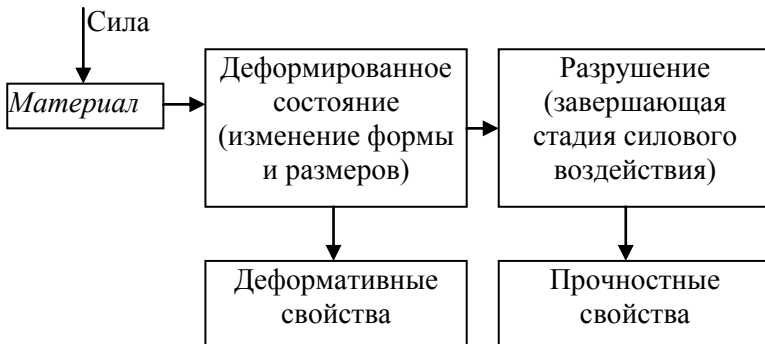 Сила
Материал
Деформированное
состояние
(изменение формы
и размеров)
Разрушение
(завершающая
стадия силового
воздействия)
Деформативные
свойства
Прочностные
свойства